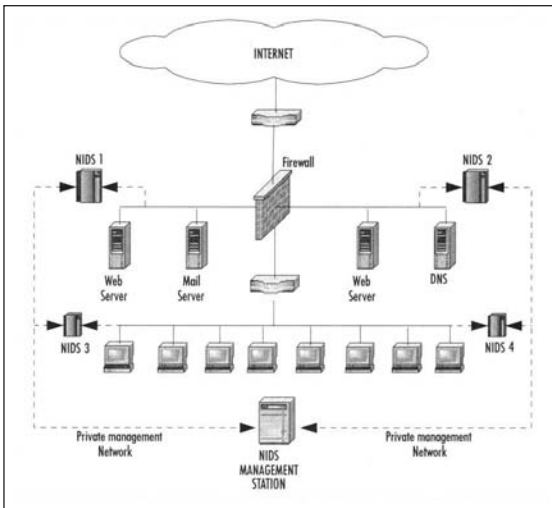 INTERNET
NIDS 1
Firewall
NIDS 2
Web
Server
Mail
Server
Web
Server
DNS
NIDS 3
NIDS 4
Private management
Network
NIDS
MANAGEMENT
STATION
Private management
Network